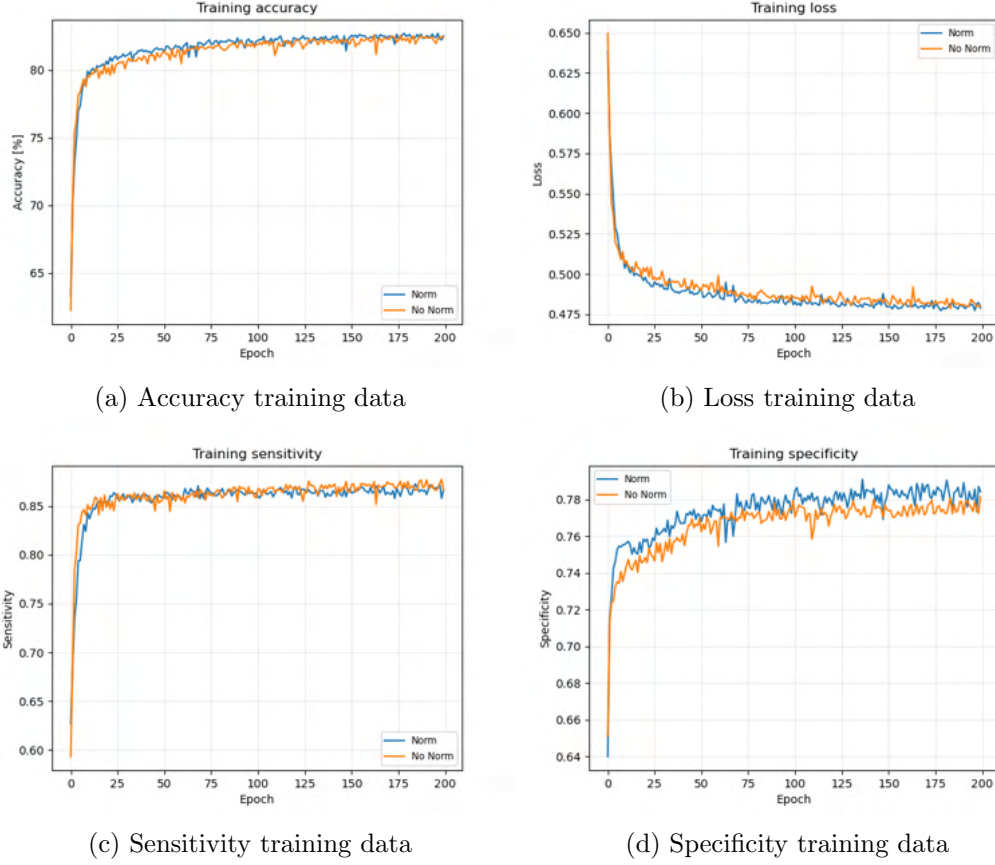 Training accuracy
Accuracy [%]
80
75
70
65
Norm
No Norm
0 25 50 75 100 125 150 175 200
Epoch
(a) Accuracy training data
Training loss
Loss
0.650
0.625
0.600
0.575
0.550
0.525
0.500
0.475
Norm
No Norm
0 25 50 75 100 125 150 175 200
Epoch
(b) Loss training data
Training sensitivity
Sensitivity
0.85
0.80
0.75
0.70
0.65
0.60
Norm
No Norm
0 25 50 75 100 125 150 175 200
Epoch
(c) Sensitivity training data
Training specificity
Specificity
Norm
No Norm
0.78
0.76
0.74
0.72
0.70
0.68
0.66
0.64
0 25 50 75 100 125 150 175 200
Epoch
(d) Specificity training data